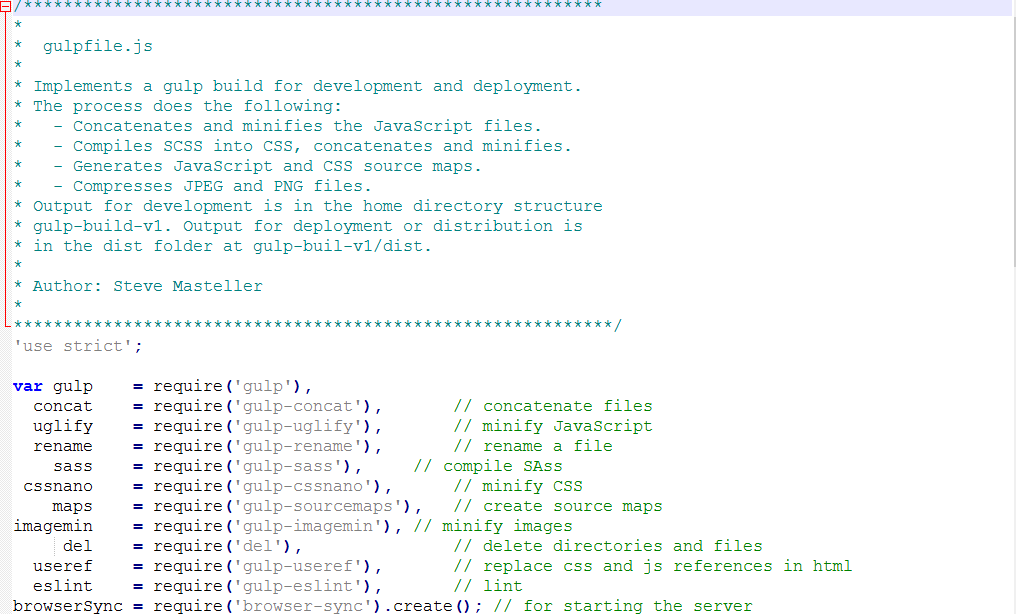 /**********************************************************
*
*  gulpfile.js
*
* Implements a gulp build for development and deployment.
* The process does the following:
*   - Concatenates and minifies the JavaScript files.
*   - Compiles SCSS into CSS, concatenates and minifies.
*   - Generates JavaScript and CSS source maps.
*   - Compresses JPEG and PNG files.
* Output for development is in the home directory structure
* gulp-build-v1. Output for deployment or distribution is
* in the dist folder at gulp-buil-v1/dist.
*
* Author: Steve Masteller
*
************************************************************/
'use strict';

var gulp    = require('gulp'),
  concat    = require('gulp-concat'),       // concatenate files
  uglify    = require('gulp-uglify'),       // minify JavaScript
  rename    = require('gulp-rename'),       // rename a file
    sass    = require('gulp-sass'),     // compile SAss
 cssnano    = require('gulp-cssnano'),      // minify CSS
    maps    = require('gulp-sourcemaps'),   // create source maps
imagemin    = require('gulp-imagemin'), // minify images
     del    = require('del'),               // delete directories and files
  useref    = require('gulp-useref'),       // replace css and js references in html
  eslint    = require('gulp-eslint'),       // lint
browserSync = require('browser-sync').create(); // for starting the server